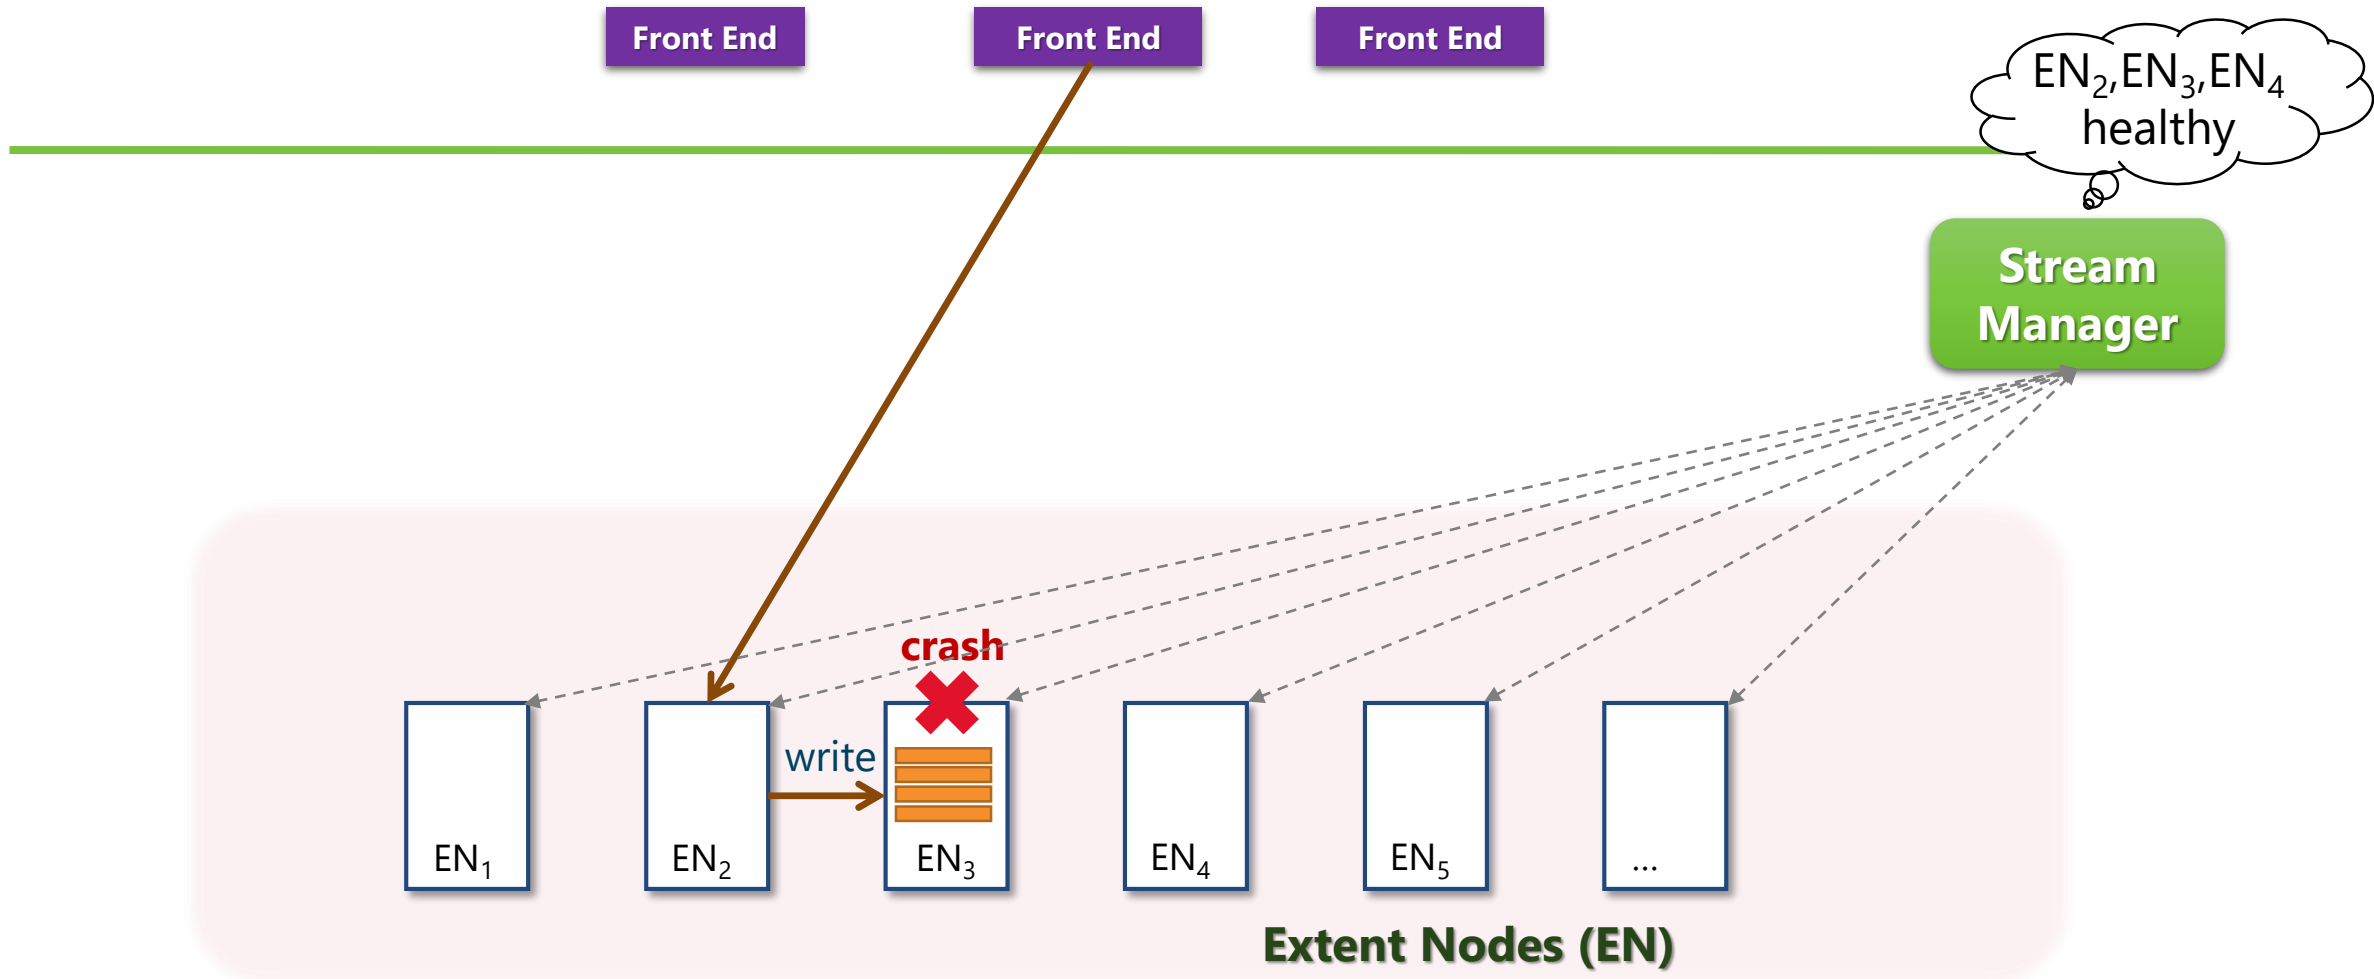 Front End
Front End
Front End
EN₂,EN₃,EN₄
healthy
Stream
Manager
crash
write
EN₁
EN₂
EN₃
EN₄
EN₅
...
Extent Nodes (EN)